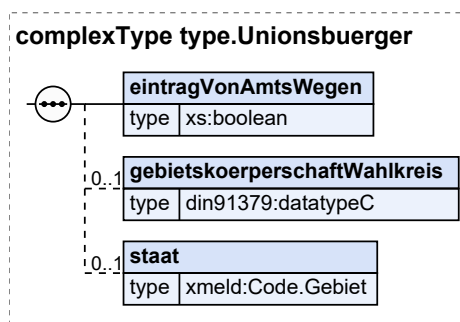 complexType type.Unionsbuerger
eintragVonAmtsWegen
type xs:boolean
0..1
gebietskoerperschaftWahlkreis
type din91379:datatypeC
0..1
staat
type xmeld:Code.Gebiet